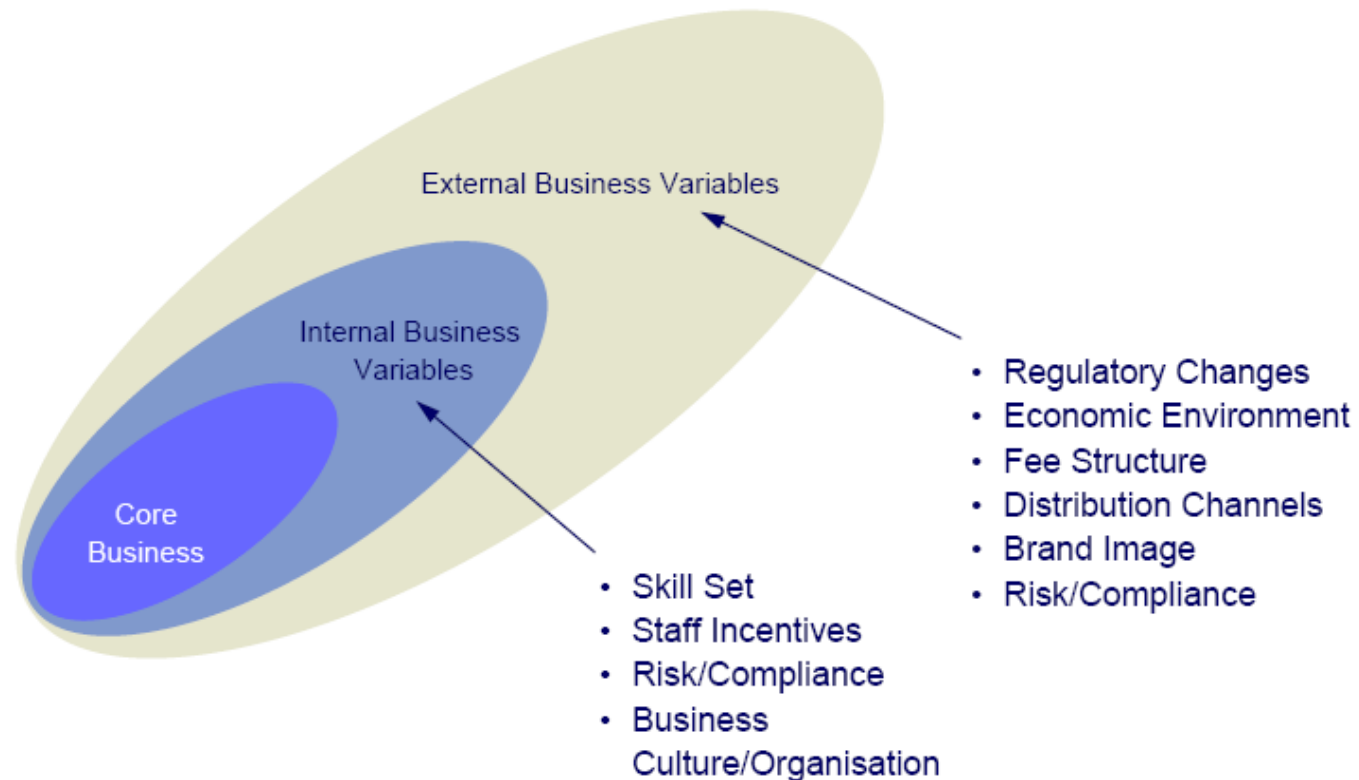 External Business Variables
Internal Business
Variables
Core
Business
• Regulatory Changes
• Economic Environment
• Fee Structure
• Distribution Channels
• Brand Image
• Risk/Compliance
• Skill Set
• Staff Incentives
• Risk/Compliance
• Business
Culture/Organisation